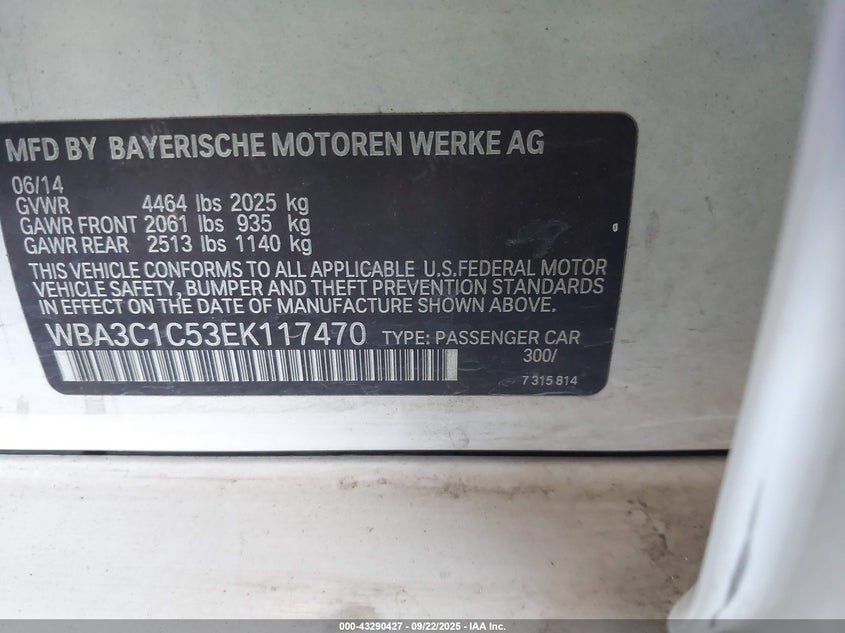 MFD BY BAYERISCHE MOTOREN WERKE AG
06/14
GVWR 4464 lbs 2025 kg
GAWR FRONT 2061 lbs 935 kg
GAWR REAR 2513 lbs 1140 kg
THIS VEHICLE CONFORMS TO ALL APPLICABLE U.S.FEDERAL MOTOR
VEHICLE SAFETY, BUMPER AND THEFT PREVENTION STANDARDS
IN EFFECT ON THE DATE OF MANUFACTURE SHOWN ABOVE.
WBA3C1C53EK117470 TYPE: PASSENGER CAR
300/
7 315 814
000-43290427 - 09/22/2025 - IAA Inc.